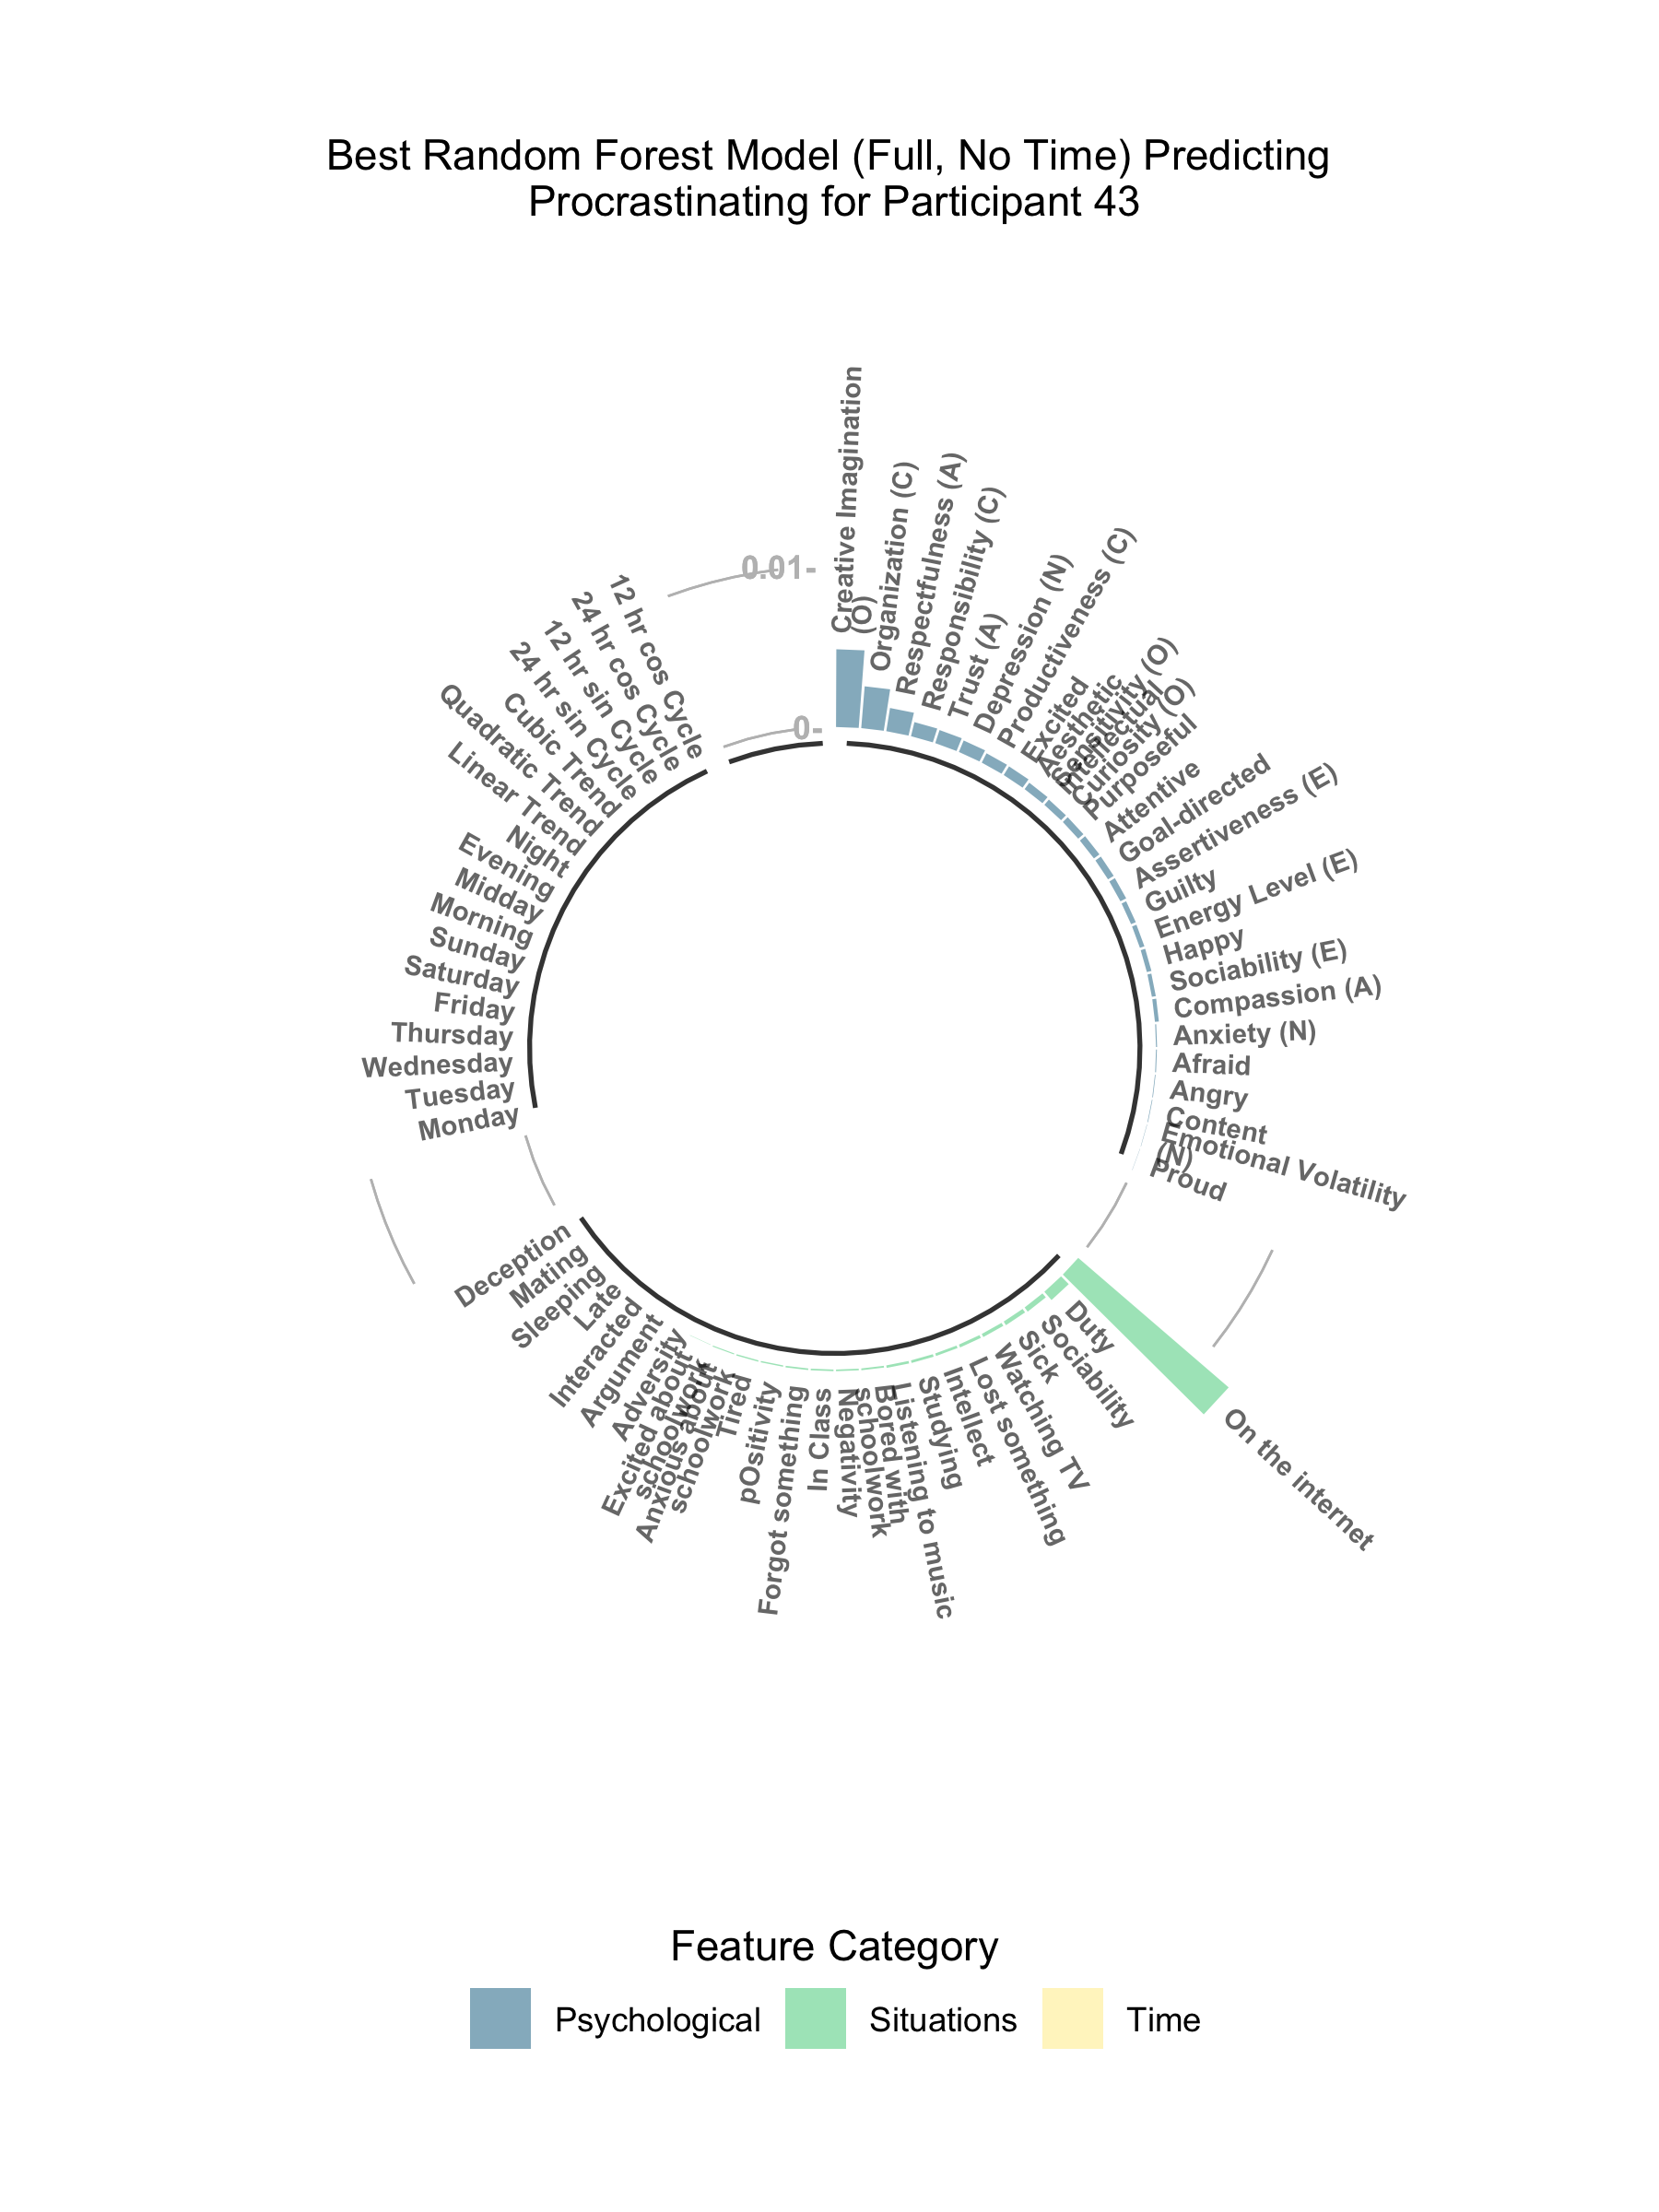 Best Random Forest Model (Full, No Time) Predicting
Procrastinating for Participant 43
0.01-
0-
Creative Imagination
(O)
Organization (C)
Respectfulness (A)
Responsibility (C)
Trust (A)
Depression (N)
Productiveness (C)
Excited
Aesthetic
Sensitivity (O)
Intellectual
Curiosity (O)
Purposeful
Attentive
Goal-directed
Assertiveness (E)
Guilty
Energy Level (E)
Happy
Sociability (E)
Compassion (A)
Anxiety (N)
Afraid
Angry
Content
Emotional Volatility
(N)
Proud
On the internet
Duty
Sociability
Sick
Watching TV
Lost something
Intellect
Studying
Listening to music
Bored with
schoolwork
Negativity
In Class
Forgot something
pOsitivity
Tired
Anxious about
schoolwork
Excited about
schoolwork
Adversity
Argument
Interacted
Late
Sleeping
Mating
Deception
Monday
Tuesday
Wednesday
Thursday
Friday
Saturday
Sunday
Morning
Midday
Evening
Night
Linear Trend
Quadratic Trend
Cubic Trend
24 hr sin Cycle
12 hr sin Cycle
24 hr cos Cycle
12 hr cos Cycle
Feature Category
Psychological
Situations
Time